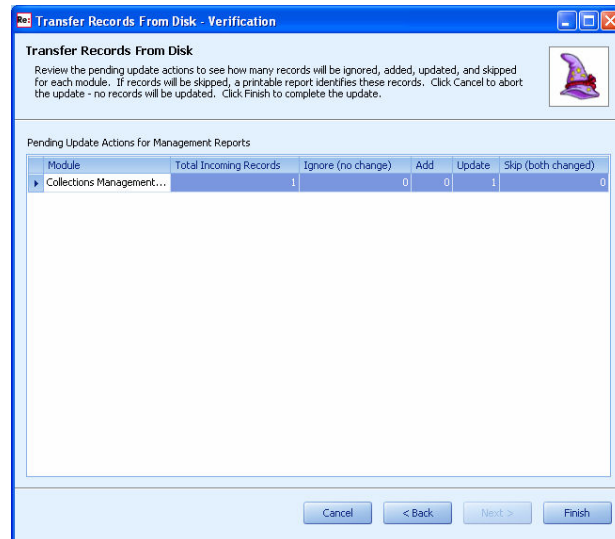 Re: Transfer Records From Disk - Verification
Transfer Records From Disk
Review the pending update actions to see how many records will be ignored, added, updated, and skipped
for each module. If records will be skipped, a printable report identifies these records. Click Cancel to abort
the update - no records will be updated. Click Finish to complete the update.
Pending Update Actions for Management Reports
Module Total Incoming Records Ignore (no change) Add Update Skip (both changed)
Collections Management... 1 0 0 1 0
Cancel < Back Next > Finish